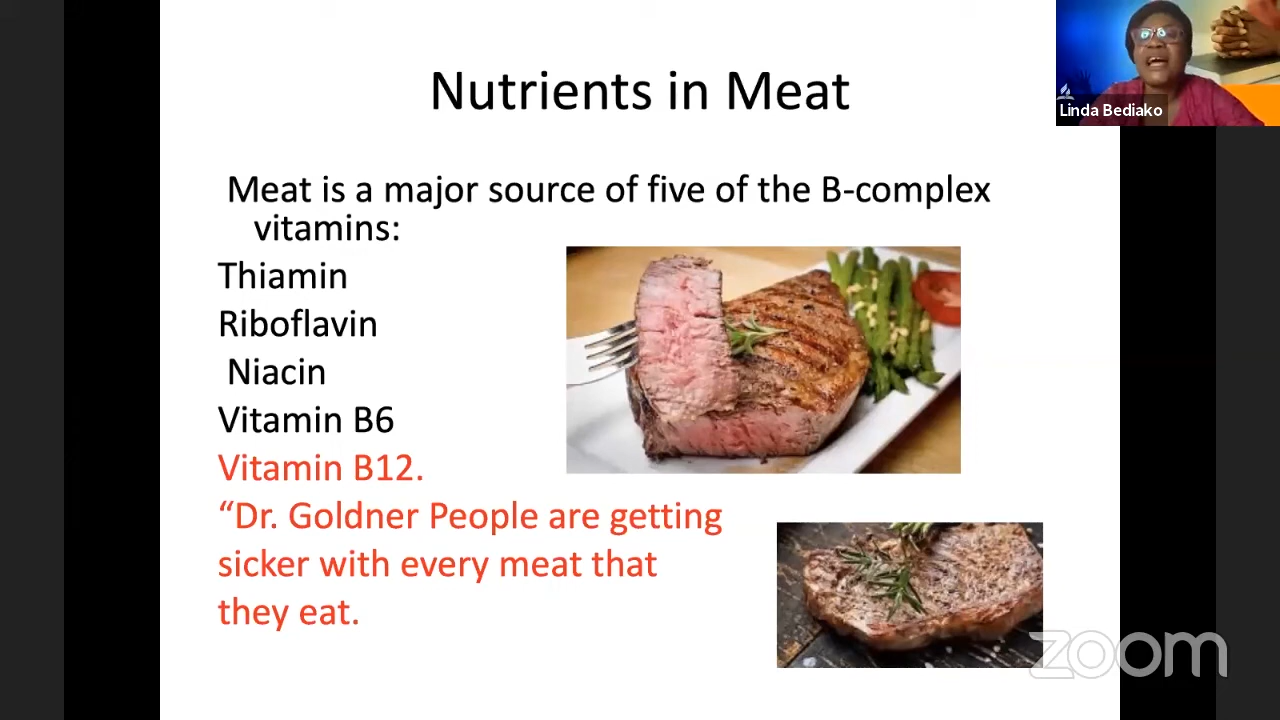 Nutrients in Meat
Linda Bediako
Meat is a major source of five of the B-complex
vitamins:
Thiamin
Riboflavin
Niacin
Vitamin B6
Vitamin B12.
“Dr. Goldner People are getting
sicker with every meat that
they eat.
zoom